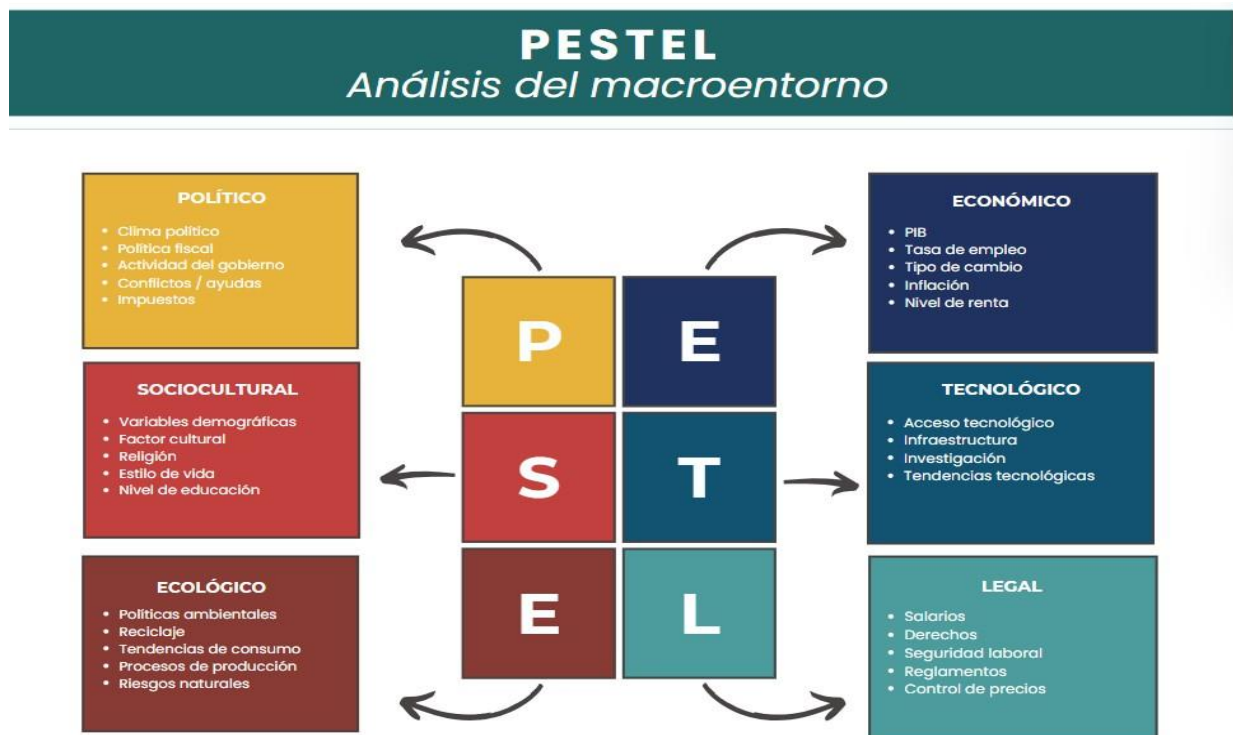 PESTEL
Análisis del macroentorno
POLÍTICO
• Clima político
• Política fiscal
• Actividad del gobierno
• Conflictos / ayudas
• Impuestos
ECONÓMICO
• PIB
• Tasa de empleo
• Tipo de cambio
• Inflación
• Nivel de renta
P E
SOCIOCULTURAL
• Variables demográficas
• Factor cultural
• Religión
• Estilo de vida
• Nivel de educación
TECNOLÓGICO
• Acceso tecnológico
• Infraestructura
• Investigación
• Tendencias tecnológicas
S T
ECOLÓGICO
• Políticas ambientales
• Reciclaje
• Tendencias de consumo
• Procesos de producción
• Riesgos naturales
LEGAL
• Salarios
• Derechos
• Seguridad laboral
• Reglamentos
• Control de precios
E L